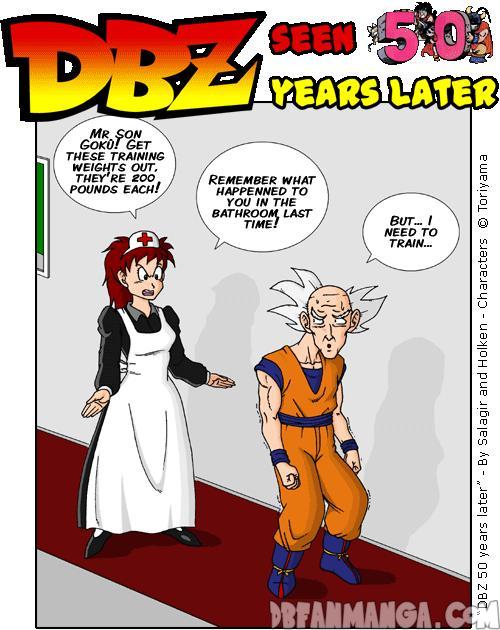 DBZ
SEEN 50
YEARS LATER
MR SON
GOKÛ! GET
THESE TRAINING
WEIGHTS OUT,
THEY'RE 200
POUNDS EACH!
REMEMBER WHAT
HAPPENNED TO
YOU IN THE
BATHROOM LAST
TIME!
BUT... I
NEED TO
TRAIN...
DBZ 50 years later" - By Salagir and Holken - Characters © Toriyama
DBFANMANGA.COM